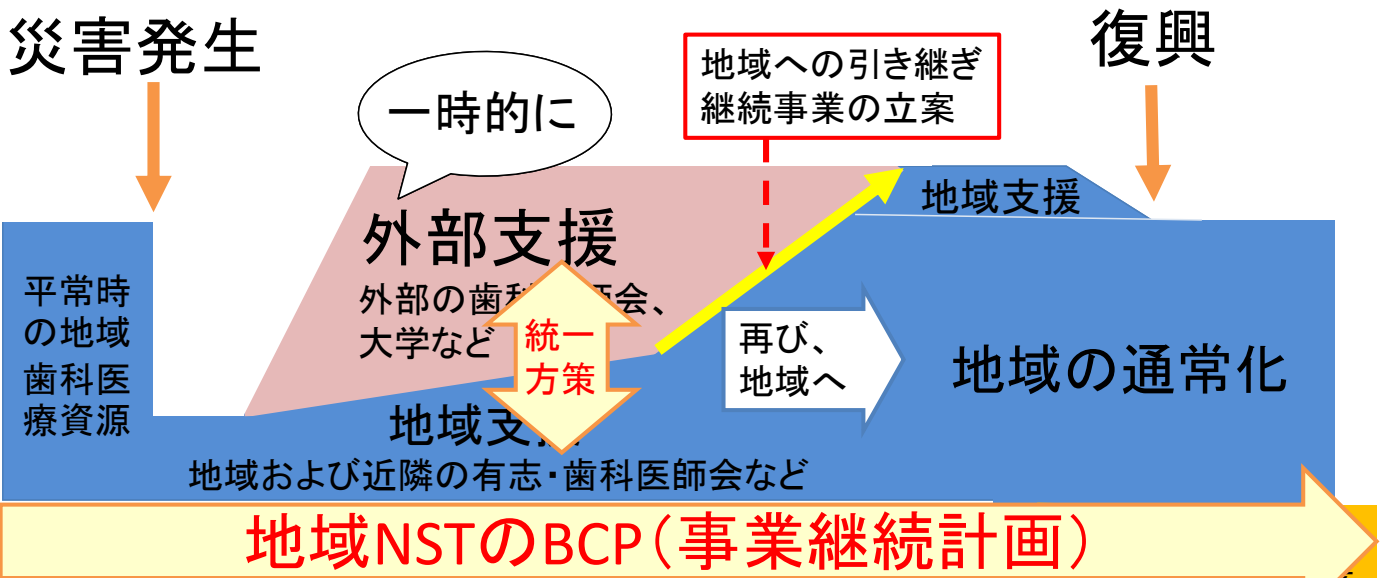 災害発生
復興
一時的に
地域への引き継ぎ
継続事業の立案
地域支援
外部支援
外部の歯科 師会、
大学など
統一
方策
平常時
の地域
歯科医
療資源
再び、
地域へ
地域の通常化
地域支
地域および近隣の有志・歯科医師会など
地域NSTのBCP(事業継続計画)